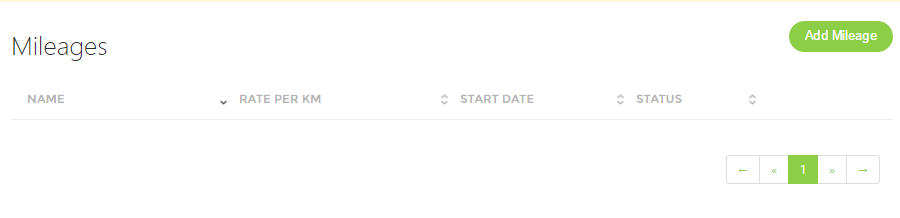 Mileages
Add Mileage
NAME RATE PER KM START DATE STATUS
← « 1 » →